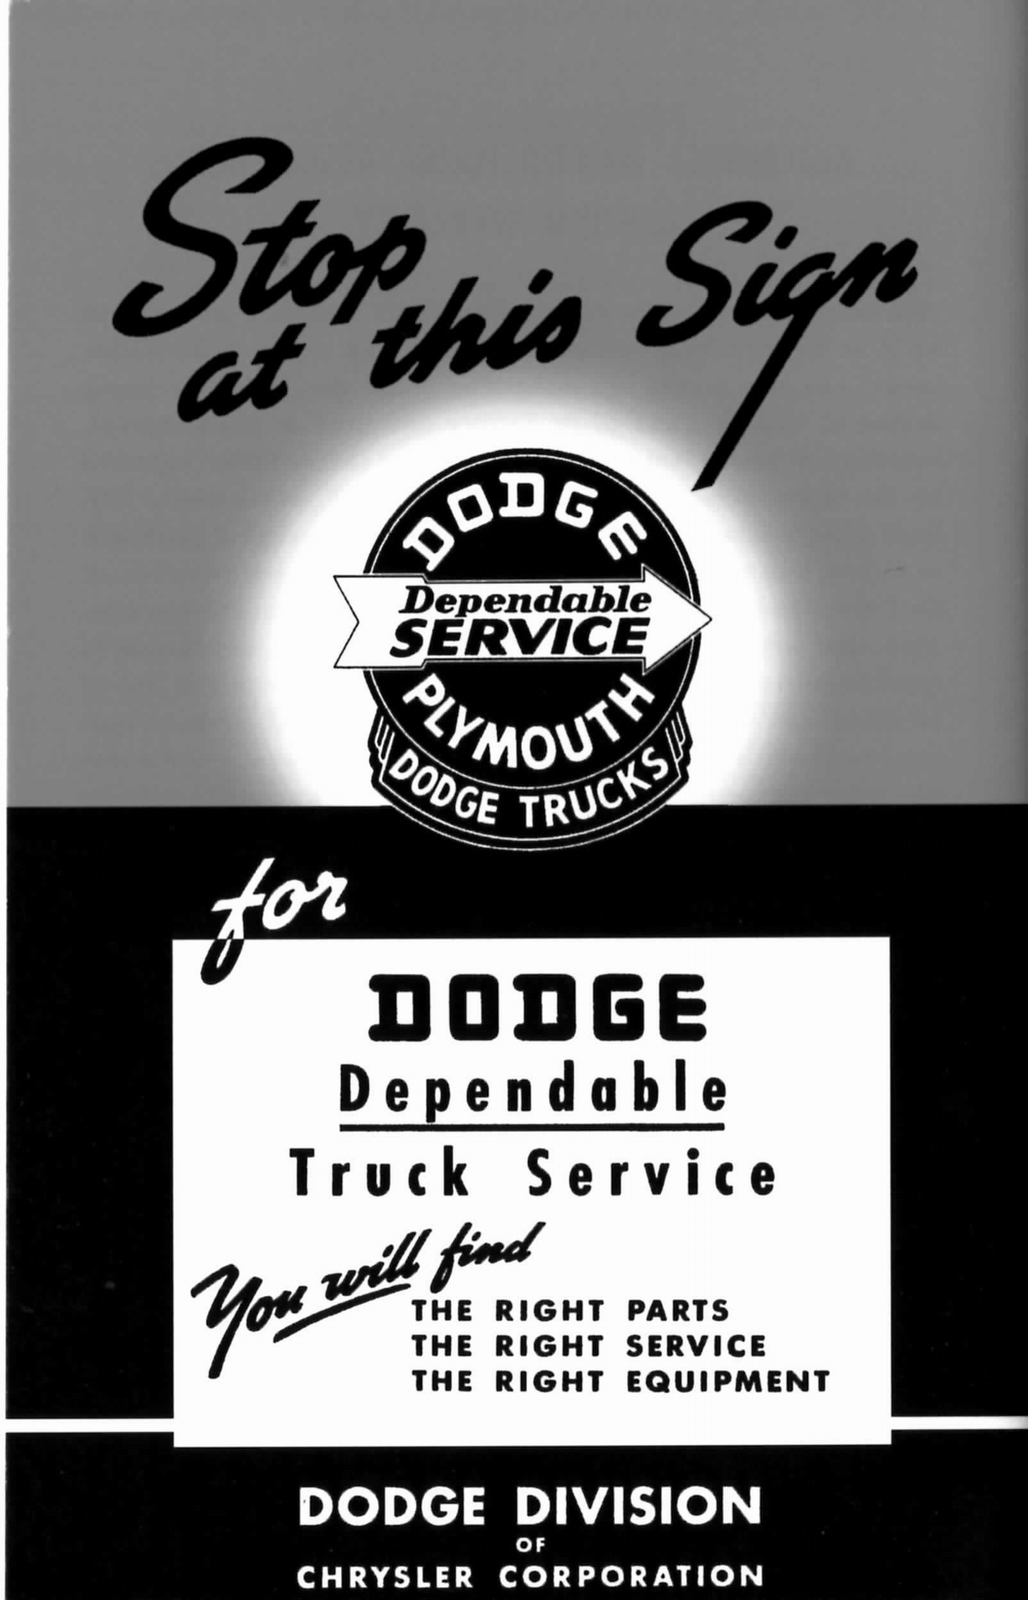 Stop
at this Sign
DODGE
Dependable
SERVICE
PLYMOUTH
DODGE TRUCKS
for
DODGE
Dependable
Truck Service
You will find
THE RIGHT PARTS
THE RIGHT SERVICE
THE RIGHT EQUIPMENT
DODGE DIVISION
OF
CHRYSLER CORPORATION